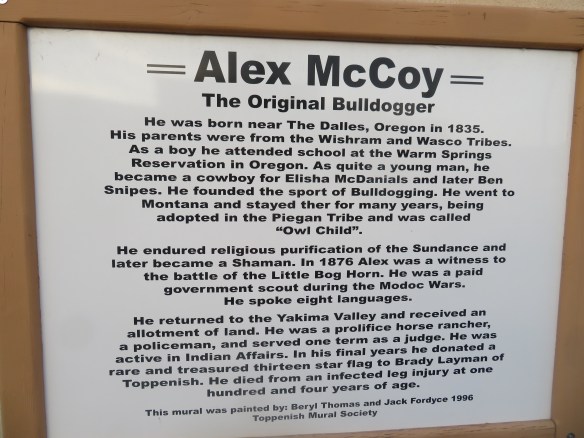 Alex McCoy
The Original Bulldogger
He was born near The Dalles, Oregon in 1835.
His parents were from the Wishram and Wasco Tribes.
As a boy he attended school at the Warm Springs
Reservation in Oregon. As quite a young man, he
became a cowboy for Elisha McDanials and later Ben
Snipes. He founded the sport of Bulldogging. He went to
Montana and stayed ther for many years, being
adopted in the Piegan Tribe and was called
“Owl Child”.
He endured religious purification of the Sundance and
later became a Shaman. In 1876 Alex was a witness to
the battle of the Little Bog Horn. He was a paid
government scout during the Modoc Wars.
He spoke eight languages.
He returned to the Yakima Valley and received an
allotment of land. He was a prolifice horse rancher,
a policeman, and served one term as a judge. He was
active in Indian Affairs. In his final years he donated a
rare and treasured thirteen star flag to Brady Layman of
Toppenish. He died from an infected leg injury at one
hundred and four years of age.
This mural was painted by: Beryl Thomas and Jack Fordyce 1996
Toppenish Mural Society